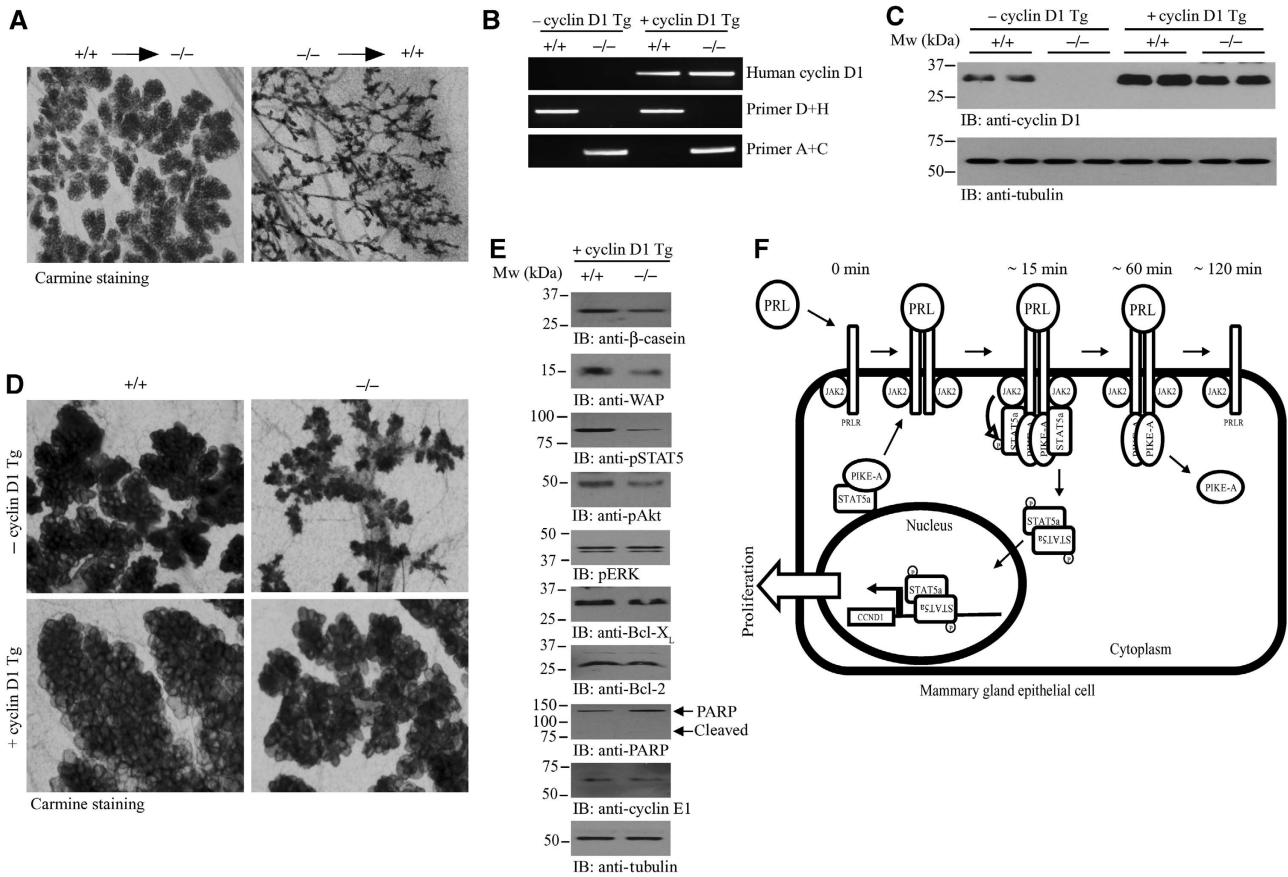 A
+/+ −/−
−/− +/+
Carmine staining
B
− cyclin D1 Tg + cyclin D1 Tg
+/+ −/− +/+ −/−
Human cyclin D1
Primer D+H
Primer A+C
C
− cyclin D1 Tg + cyclin D1 Tg
Mw (kDa) +/+ −/− +/+ −/−
37
25
IB: anti-cyclin D1
75
50
IB: anti-tubulin
D
+/+ −/−
− cyclin D1 Tg
+ cyclin D1 Tg
Carmine staining
E
+ cyclin D1 Tg
Mw (kDa) +/+ −/−
37
25
IB: anti-β-casein
15
IB: anti-WAP
100
75
IB: anti-pSTAT5
50
IB: anti-pAkt
50
37
IB: pERK
37
25
IB: anti-Bcl-XL
37
25
IB: anti-Bcl-2
150
100
75
PARP
Cleaved
IB: anti-PARP
75
50
IB: anti-cyclin E1
50
IB: anti-tubulin
F
0 min ~ 15 min ~ 60 min ~ 120 min
PRL PRL PRL PRL
JAK2 JAK2 JAK2 JAK2 JAK2 JAK2 JAK2 JAK2
PRLR PRLR
STAT5a PIKE-A PIKE-A STAT5a
P
PIKE-A PIKE-A
PIKE-A
STAT5a
PIKE-A
P
STAT5a
STAT5a
P
Nucleus
P
STAT5a
STAT5a
P
CCND1
Proliferation
Cytoplasm
Mammary gland epithelial cell